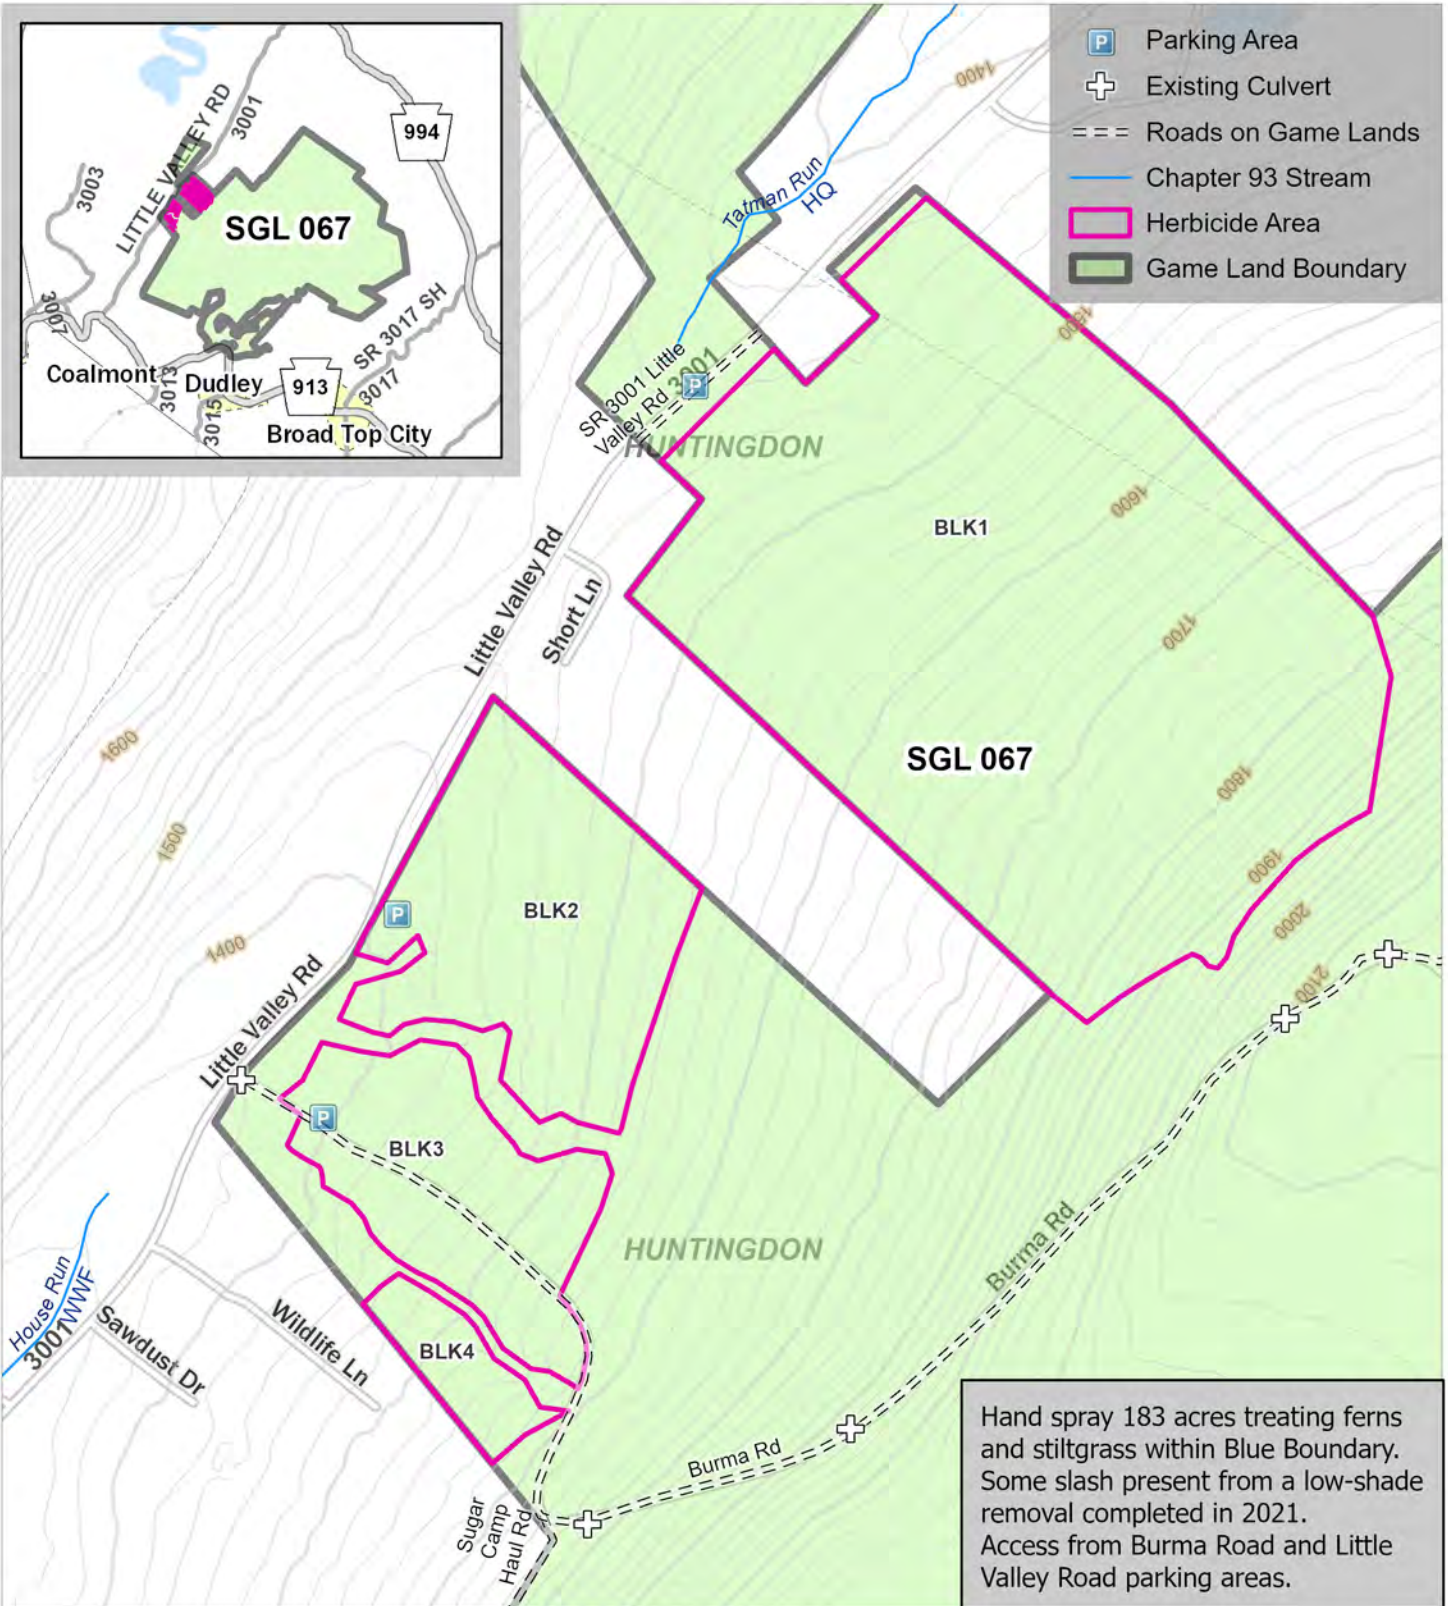 994
3001
LITTLE VALLEY RD
3003
SGL 067
3007
SR 3017 SH
Coalmont
3013
Dudley
913
3017
3015
Broad Top City
P Parking Area
Existing Culvert
Roads on Game Lands
Chapter 93 Stream
Herbicide Area
Game Land Boundary
1400
Tatman Run
HQ
1500
SR 3001 Little
Valley Rd
3001
P
HUNTINGDON
1600
BLK1
Little Valley Rd
Short Ln
1700
1600
SGL 067
1800
1500
1900
P
BLK2
2000
1400
2100
Little Valley Rd
P
BLK3
Burma Rd
HUNTINGDON
House Run
WWF
3001
Sawdust Dr
Wildlife Ln
BLK4
Burma Rd
Sugar
Camp
Haul Rd
Hand spray 183 acres treating ferns
and stiltgrass within Blue Boundary.
Some slash present from a low-shade
removal completed in 2021.
Access from Burma Road and Little
Valley Road parking areas.